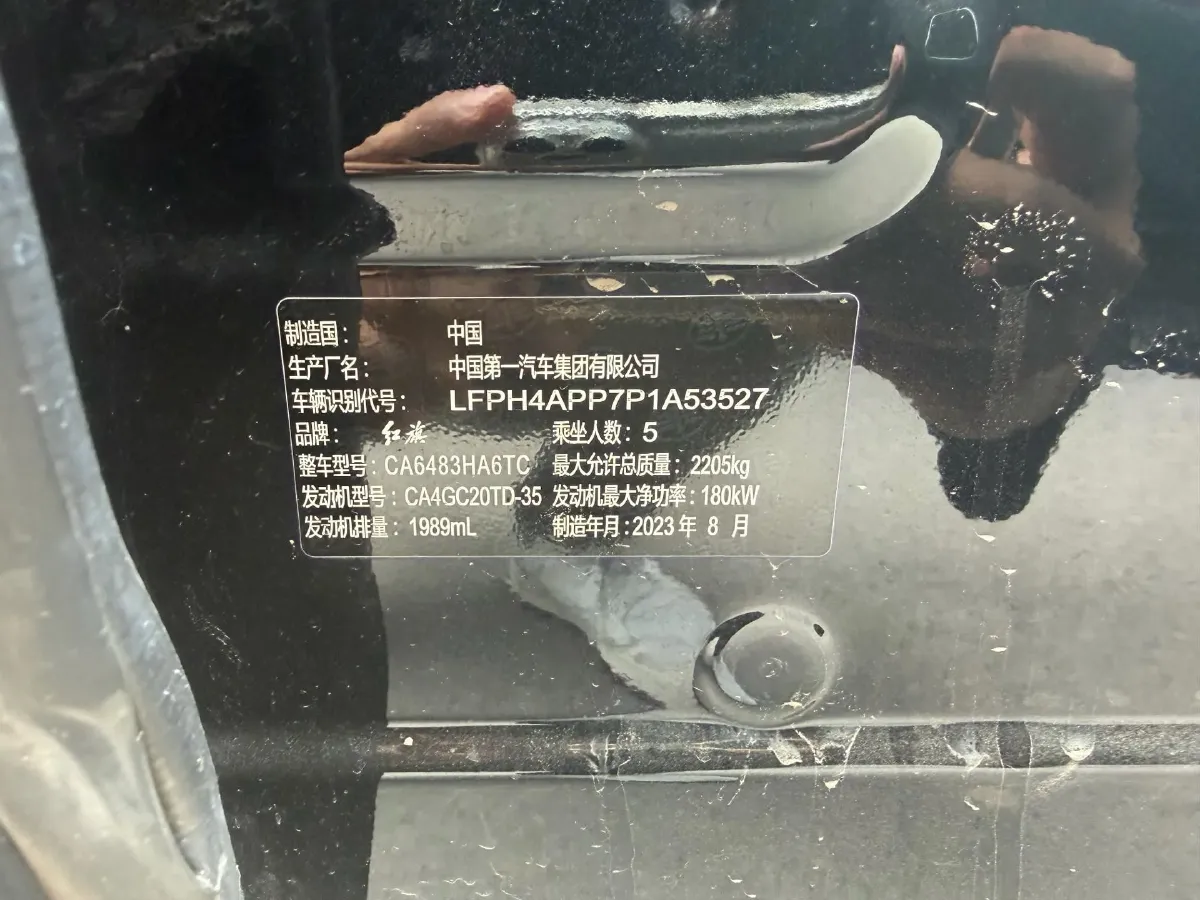 制造国： 中国
生产厂名： 中国第一汽车集团有限公司
车辆识别代号： LFPH4APP7P1A53527
品牌： 红旗 乘坐人数：5
整车型号：CA6483HA6TC 最大允许总质量：2205kg
发动机型号：CA4GC20TD-35 发动机最大净功率：180kW
发动机排量：1989mL 制造年月：2023 年 8 月